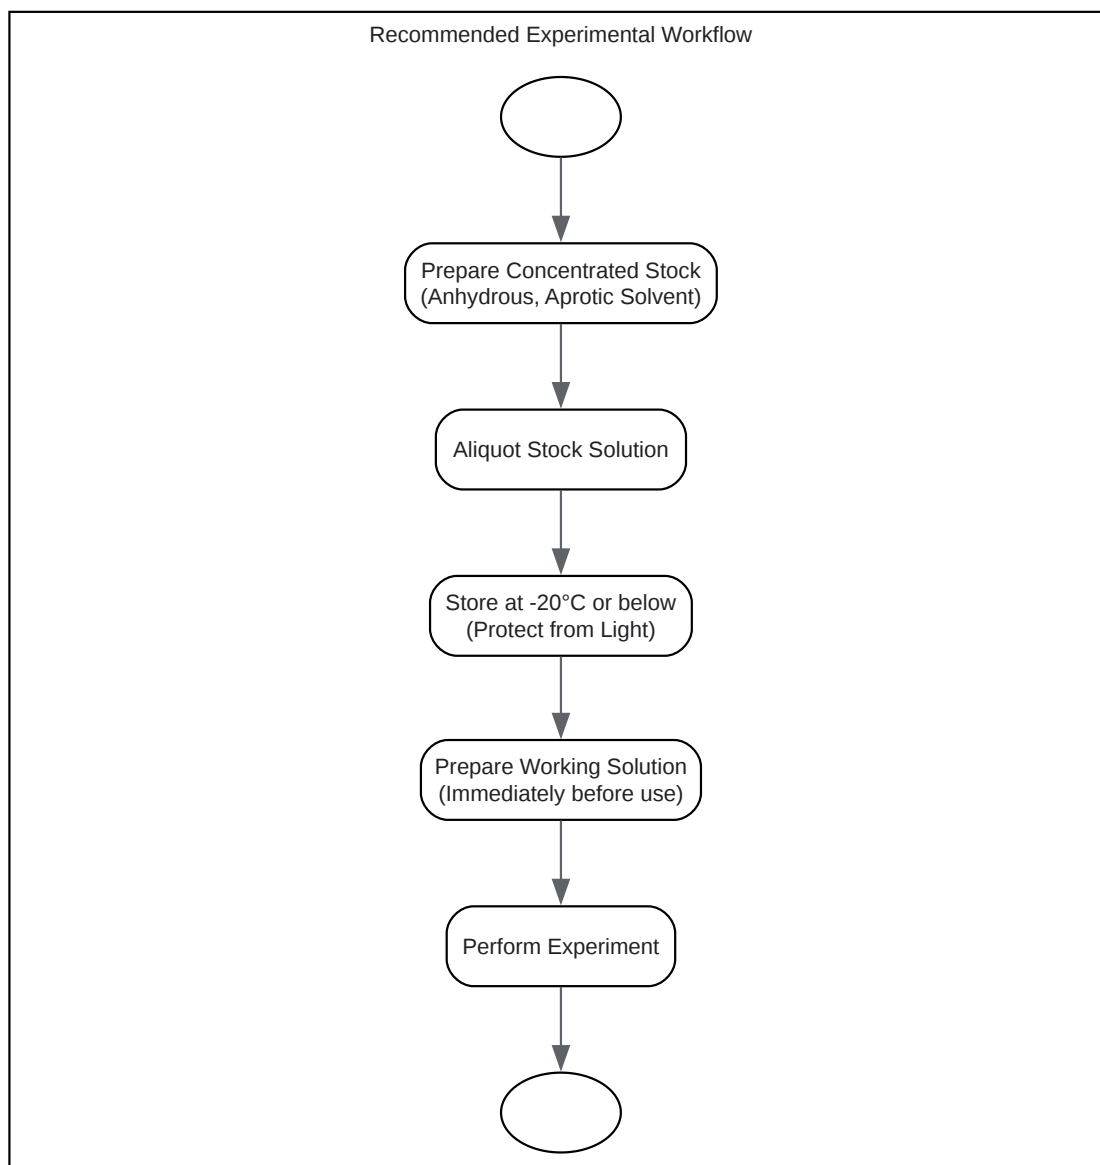 Recommended Experimental Workflow
Prepare Concentrated Stock
(Anhydrous, Aprotic Solvent)
Aliquot Stock Solution
Store at -20°C or below
(Protect from Light)
Prepare Working Solution
(Immediately before use)
Perform Experiment